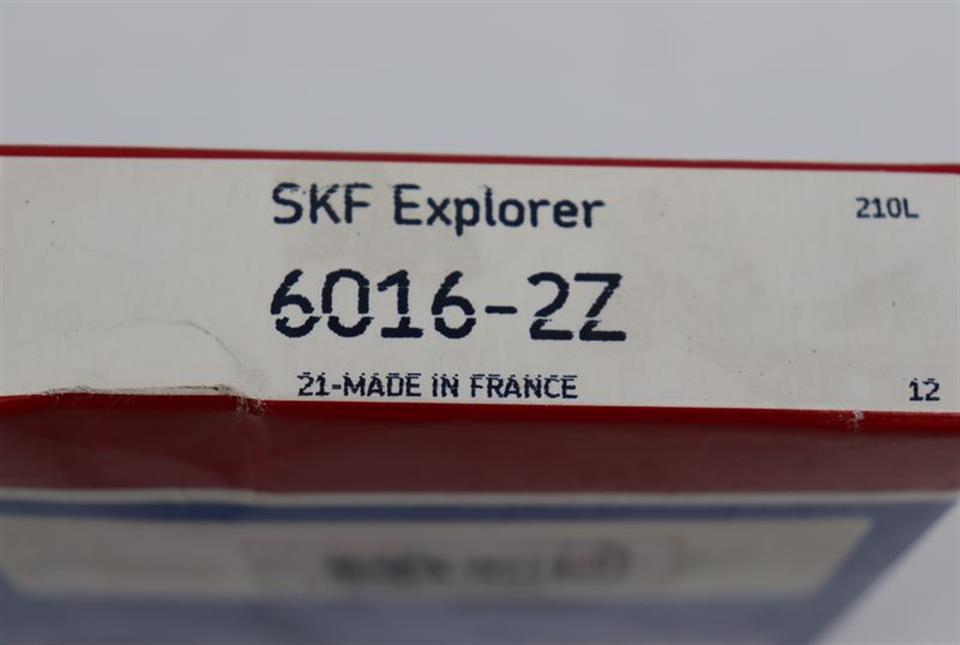 SKF Explorer
210L
6016-2Z
21-MADE IN FRANCE
12